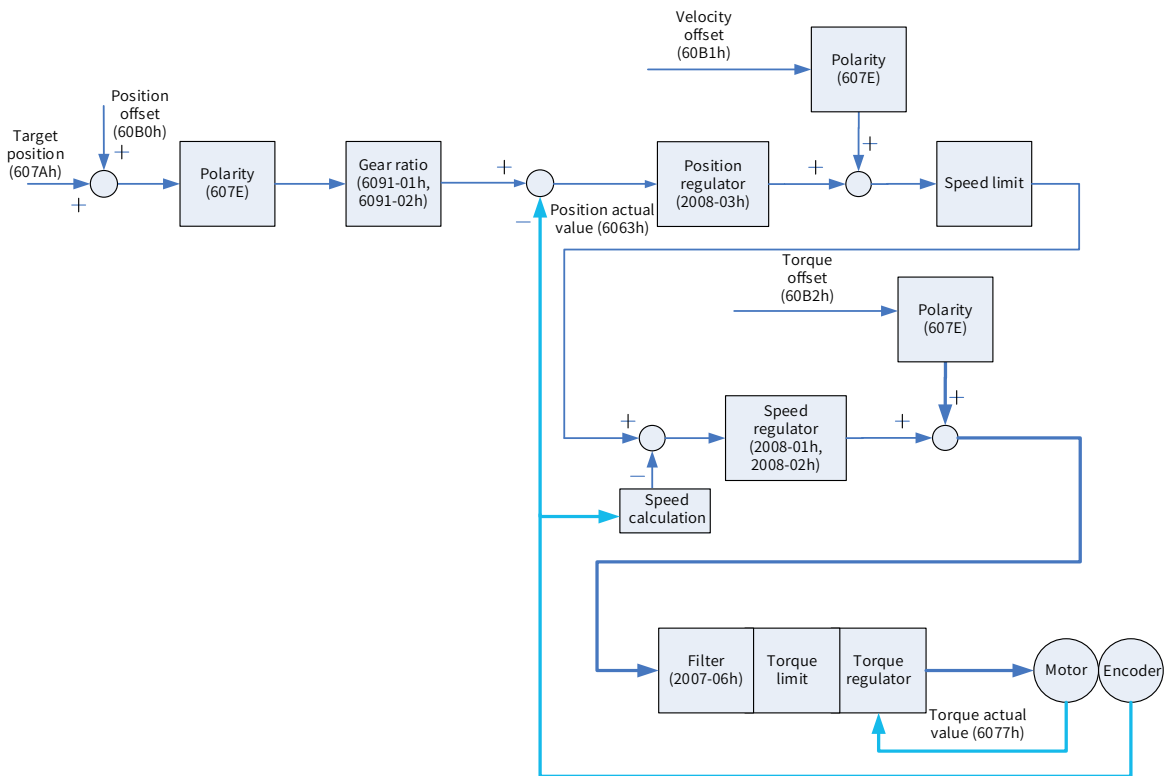 Velocity
offset
(60B1h)
Polarity
(607E)
Position
offset
(60B0h)
+
Target
position
(607Ah)
+
Polarity
(607E)
Gear ratio
(6091-01h,
6091-02h)
+
Position actual
value (6063h)
−
Position
regulator
(2008-03h)
+
+
Speed limit
Torque
offset
(60B2h)
Polarity
(607E)
+
−
Speed
calculation
Speed
regulator
(2008-01h,
2008-02h)
+
+
Filter
(2007-06h)
Torque
limit
Torque
regulator
Motor
Encoder
Torque actual
value (6077h)